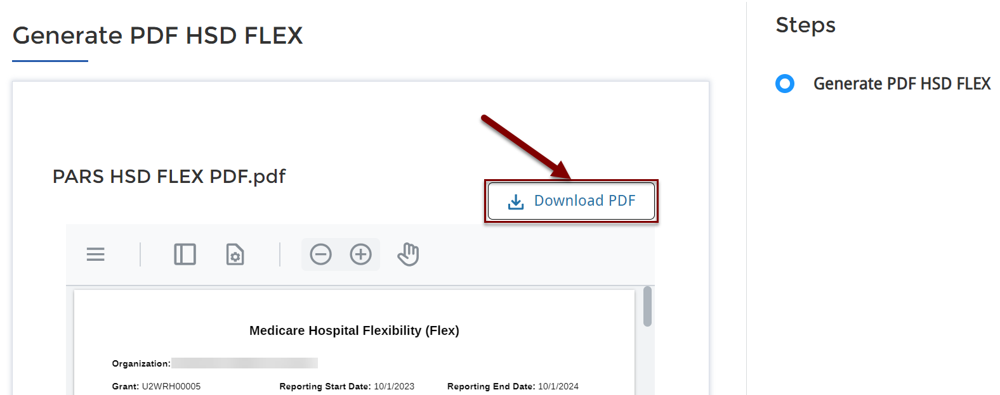 Generate PDF HSD FLEX
Steps
Generate PDF HSD FLEX
PARS HSD FLEX PDF.pdf
Download PDF
Medicare Hospital Flexibility (Flex)
Organization:
Grant: U2WRH00005 Reporting Start Date: 10/1/2023 Reporting End Date: 10/1/2024